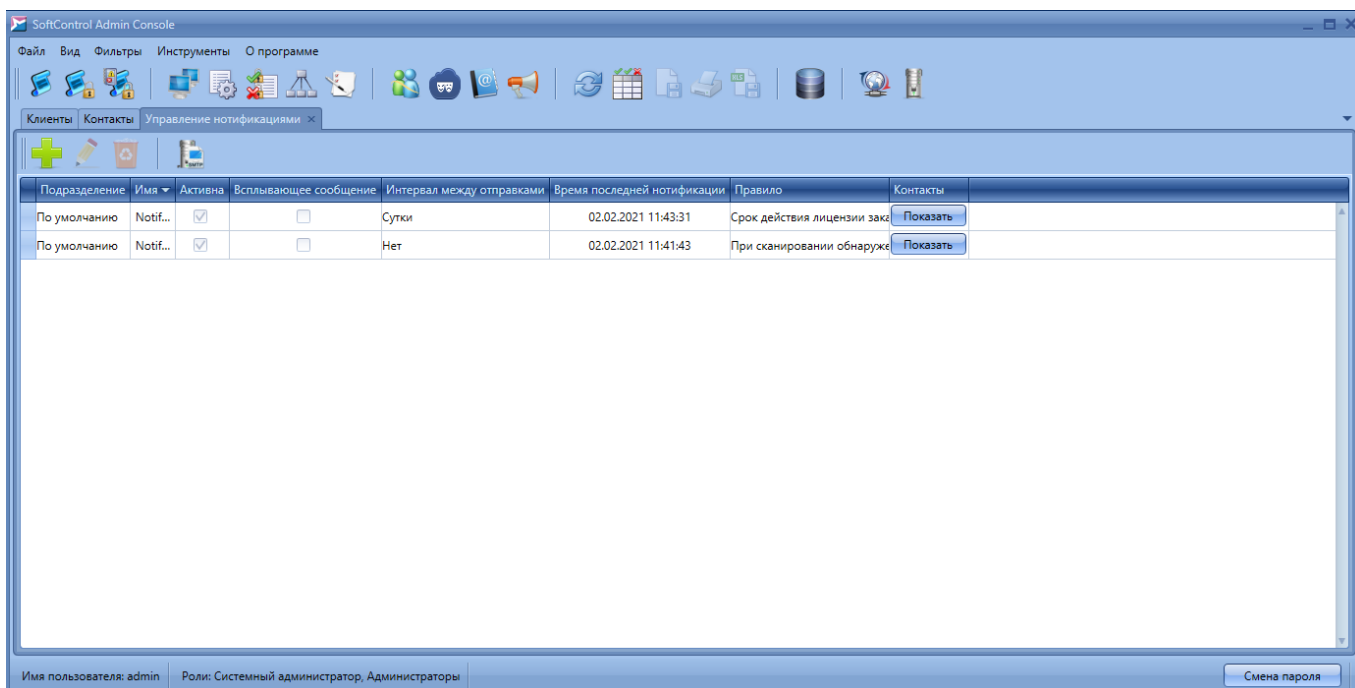 SoftControl Admin Console
Файл Вид Фильтры Инструменты О программе
Клиенты Контакты Управление нотификациями
Подразделение Имя Активна Всплывающее сообщение Интервал между отправками Время последней нотификации Правило Контакты
По умолчанию Notif... Сутки 02.02.2021 11:43:31 Срок действия лицензии зака Показать
По умолчанию Notif... Нет 02.02.2021 11:41:43 При сканировании обнаруже Показать
Имя пользователя: admin Роли: Системный администратор, Администраторы Смена пароля